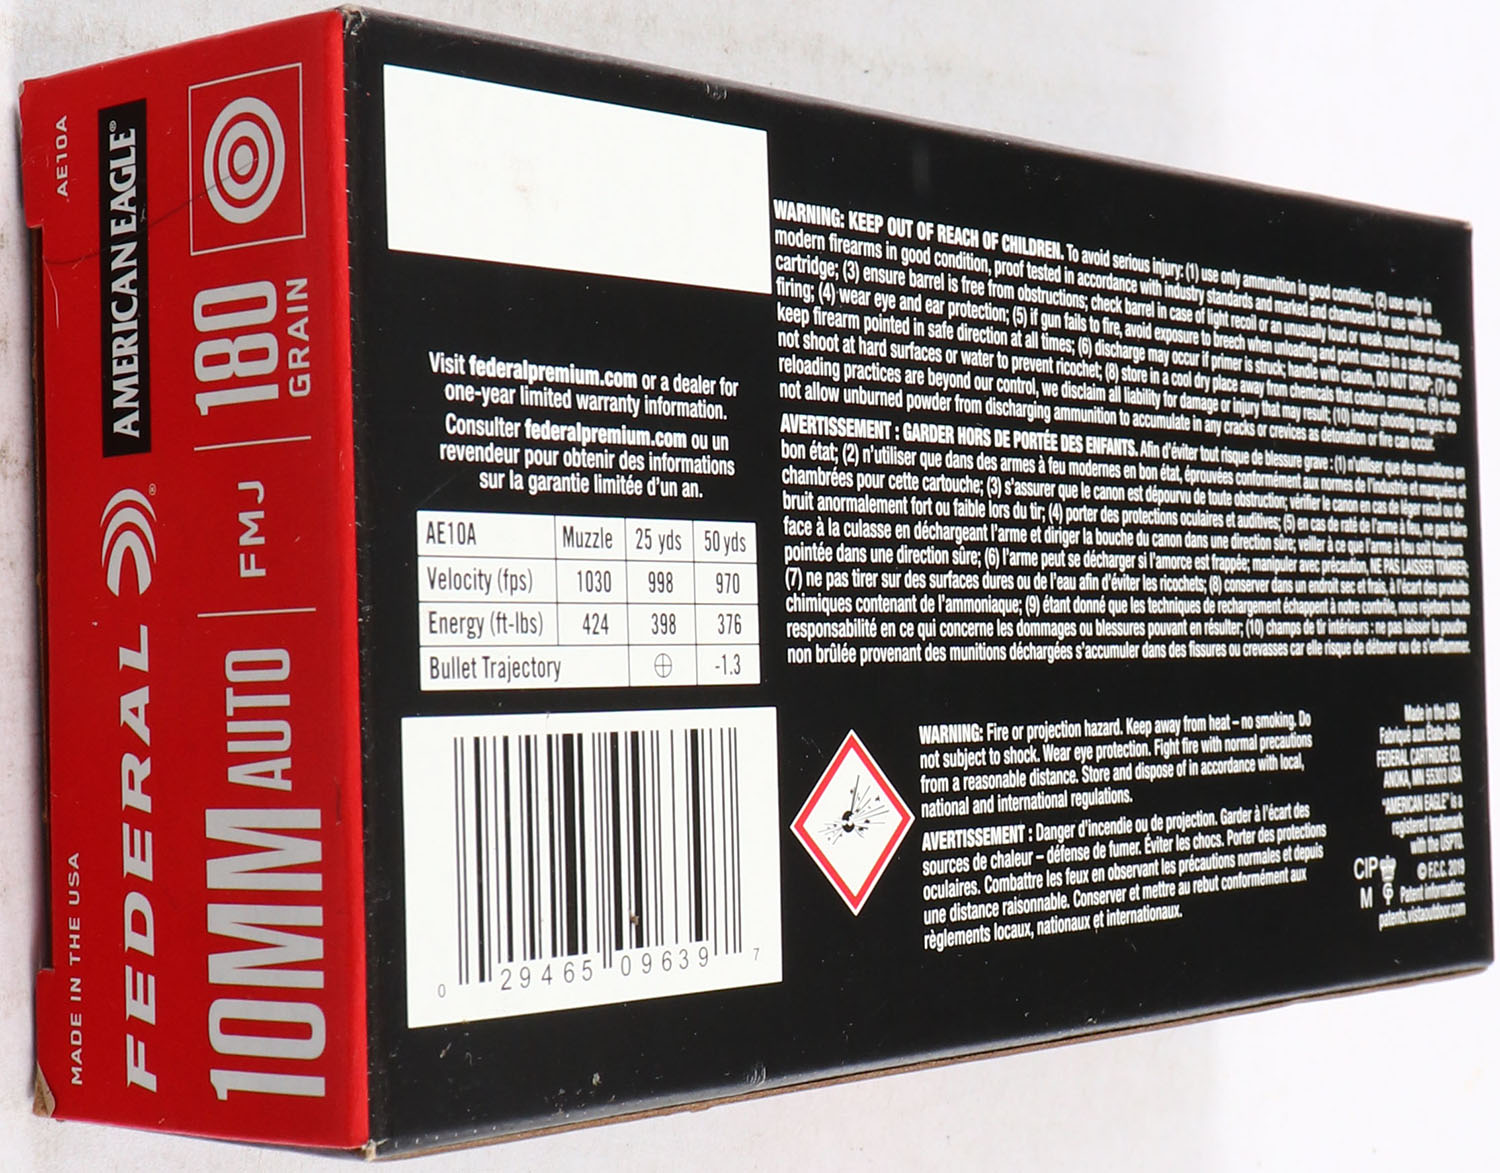 AE10A
MADE IN THE USA
FEDERAL® AMERICAN EAGLE®
10MM AUTO FMJ 180 GRAIN
Visit federalpremium.com or a dealer for
one-year limited warranty information.
Consulter federalpremium.com ou un
revendeur pour obtenir des informations
sur la garantie limitée d'un an.
AE10A Muzzle 25 yds 50 yds
Velocity (fps) 1030 998 970
Energy (ft-lbs) 424 398 376
Bullet Trajectory ⊕ -1.3
0 29465 09639 7
WARNING: KEEP OUT OF REACH OF CHILDREN. To avoid serious injury: (1) use only ammunition in good condition; (2) use only in
modern firearms in good condition, proof tested in accordance with industry standards and marked and chambered for use with this
cartridge; (3) ensure barrel is free from obstructions; check barrel in case of light recoil or an unusually loud or weak sound heard during
firing; (4) wear eye and ear protection; (5) if gun fails to fire, avoid exposure to breech when unloading and point muzzle in a safe direction;
keep firearm pointed in safe direction at all times; (6) discharge may occur if primer is struck; handle with caution, DO NOT DROP; (7) do
not shoot at hard surfaces or water to prevent ricochet; (8) store in a cool dry place away from chemicals that contain ammonia; (9) since
reloading practices are beyond our control, we disclaim all liability for damage or injury that may result; (10) indoor shooting ranges: do
not allow unburned powder from discharging ammunition to accumulate in any cracks or crevices as detonation or fire can occur.
AVERTISSEMENT : GARDER HORS DE PORTÉE DES ENFANTS. Afin d'éviter tout risque de blessure grave : (1) n'utiliser que des munitions en
bon état; (2) n'utiliser que dans des armes à feu modernes en bon état, éprouvées conformément aux normes de l'industrie et marquées et
chambrées pour cette cartouche; (3) s'assurer que le canon est dépourvu de toute obstruction; vérifier le canon en cas de léger recul ou de
bruit anormalement fort ou faible lors du tir; (4) porter des protections oculaires et auditives; (5) en cas de raté de l'arme à feu, ne pas faire
face à la culasse en déchargeant l'arme et diriger la bouche du canon dans une direction sûre; veiller à ce que l'arme à feu soit toujours
pointée dans une direction sûre; (6) l'arme peut se décharger si l'amorce est frappée; manipuler avec précaution, NE PAS LAISSER TOMBER;
(7) ne pas tirer sur des surfaces dures ou de l'eau afin d'éviter les ricochets; (8) conserver dans un endroit sec et frais, à l'écart des produits
chimiques contenant de l'ammoniaque; (9) étant donné que les techniques de rechargement échappent à notre contrôle, nous rejetons toute
responsabilité en ce qui concerne les dommages ou blessures pouvant en résulter; (10) champs de tir intérieurs : ne pas laisser la poudre
non brûlée provenant des munitions déchargées s'accumuler dans des fissures ou crevasses car elle risque de détoner ou de s'enflammer.
WARNING: Fire or projection hazard. Keep away from heat – no smoking. Do
not subject to shock. Wear eye protection. Fight fire with normal precautions
from a reasonable distance. Store and dispose of in accordance with local,
national and international regulations.
AVERTISSEMENT : Danger d'incendie ou de projection. Garder à l'écart des
sources de chaleur – défense de fumer. Éviter les chocs. Porter des protections
oculaires. Combattre les feux en observant les précautions normales et depuis
une distance raisonnable. Conserver et mettre au rebut conformément aux
règlements locaux, nationaux et internationaux.
Made in the USA
Fabriqué aux États-Unis
FEDERAL CARTRIDGE CO.
ANOKA, MN 55303 USA
"AMERICAN EAGLE" is a
registered trademark
with the USPTO.
CIP © F.C.C. 2019
M Patent information:
patents.vistaoutdoor.com